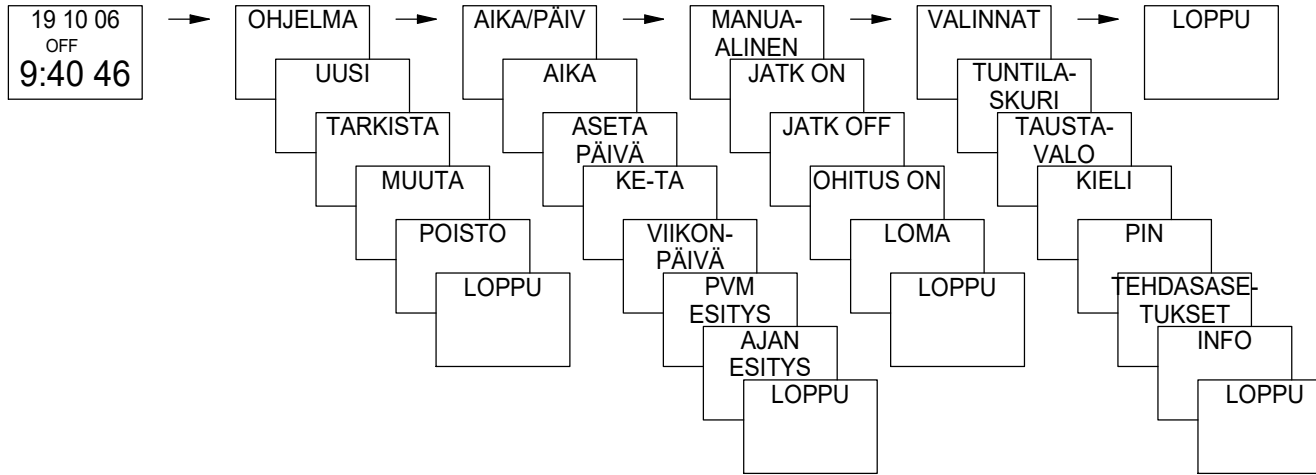 19 10 06
OFF
9:40 46
OHJELMA
UUSI
TARKISTA
MUUTA
POISTO
LOPPU
AIKA/PÄIV
AIKA
ASETA
PÄIVÄ
KE-TA
VIIKON-
PÄIVÄ
PVM
ESITYS
AJAN
ESITYS
LOPPU
MANUA-
ALINEN
JATK ON
JATK OFF
OHITUS ON
LOMA
LOPPU
VALINNAT
TUNTILA-
SKURI
TAUSTA-
VALO
KIELI
PIN
TEHDASASE-
TUKSET
INFO
LOPPU
LOPPU